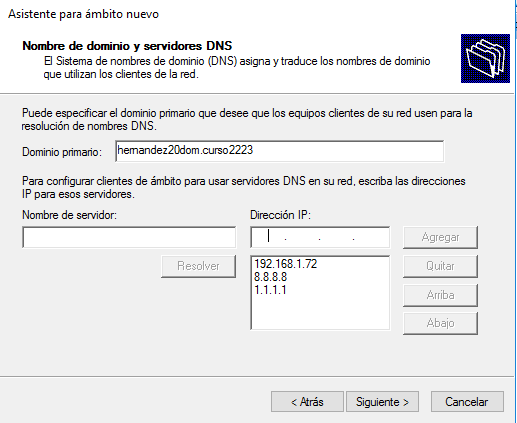 Asistente para ámbito nuevo
Nombre de dominio y servidores DNS
El Sistema de nombres de dominio (DNS) asigna y traduce los nombres de dominio
que utilizan los clientes de la red.
Puede especificar el dominio primario que desee que los equipos clientes de su red usen para la
resolución de nombres DNS.
Dominio primario: hernandez20dom.curso2223
Para configurar clientes de ámbito para usar servidores DNS en su red, escriba las direcciones
IP para esos servidores.
Nombre de servidor: Dirección IP:
. . . Agregar
Resolver 192.168.1.72 Quitar
8.8.8.8
1.1.1.1 Arriba
Abajo
< Atrás Siguiente > Cancelar